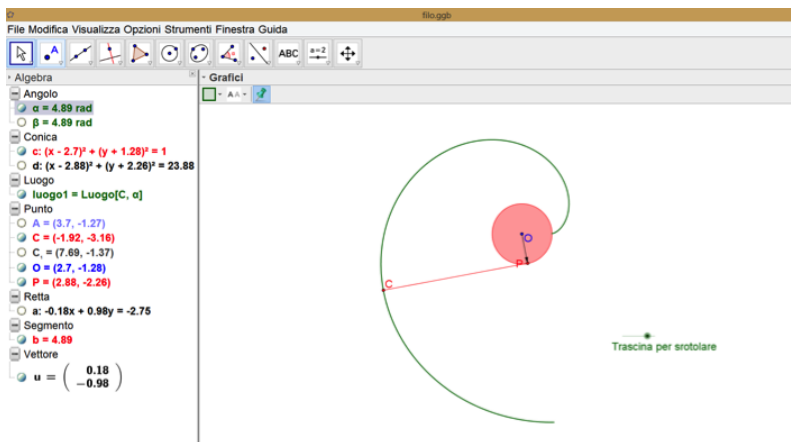 filo.ggb
File Modifica Visualizza Opzioni Strumenti Finestra Guida
A
ABC
a=2
Algebra
Grafici
Angolo
α = 4.89 rad
β = 4.89 rad
Conica
c: (x - 2.7)² + (y + 1.28)² = 1
d: (x - 2.88)² + (y + 2.26)² = 23.88
Luogo
luogo1 = Luogo[C, α]
Punto
A = (3.7, -1.27)
C = (-1.92, -3.16)
C, = (7.69, -1.37)
O = (2.7, -1.28)
P = (2.88, -2.26)
Retta
a: -0.18x + 0.98y = -2.75
Segmento
b = 4.89
Vettore
u = ( 0.18
-0.98 )
A A
O
P
C
Trascina per srotolare